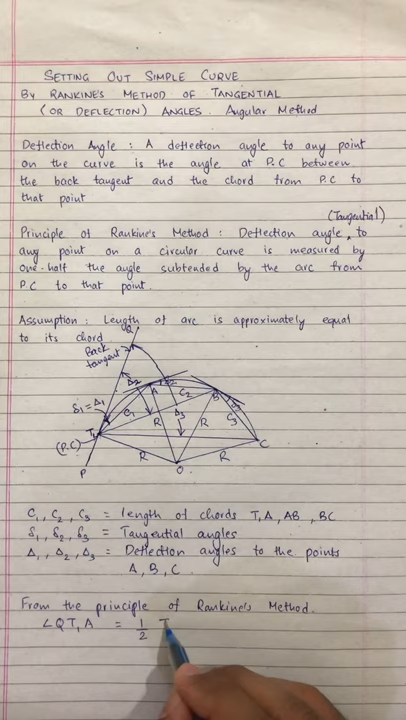 SETTING OUT SIMPLE CURVE
BY RANKINE'S METHOD OF TANGENTIAL
(OR DEFLECTION) ANGLES. Angular Method
Deflection Angle : A deflection angle to any point
on the curve is the angle at P.C between
the back tangent and the chord from P.C to
that point
(Tangential)
Principle of Rankine's Method : Deflection angle, to
any point on a circular curve is measured by
one-half the angle subtended by the arc from
P C to that point.
Assumption : Length of arc is approximately equal
to its chord
Q
Back
tangent
Δ2
A
C2
B
δ1 = Δ1
C1
Δ3
C3
T1
R
R
(P.C)
C
R
R
P
O
C1, C2, C3 = length of chords T1A, AB, BC
δ1, δ2, δ3 = Tangential angles
Δ1, Δ2, Δ3 = Deflection angles to the points
A, B, C.
From the principle of Rankine's Method.
∠QT1A = 1/2 T